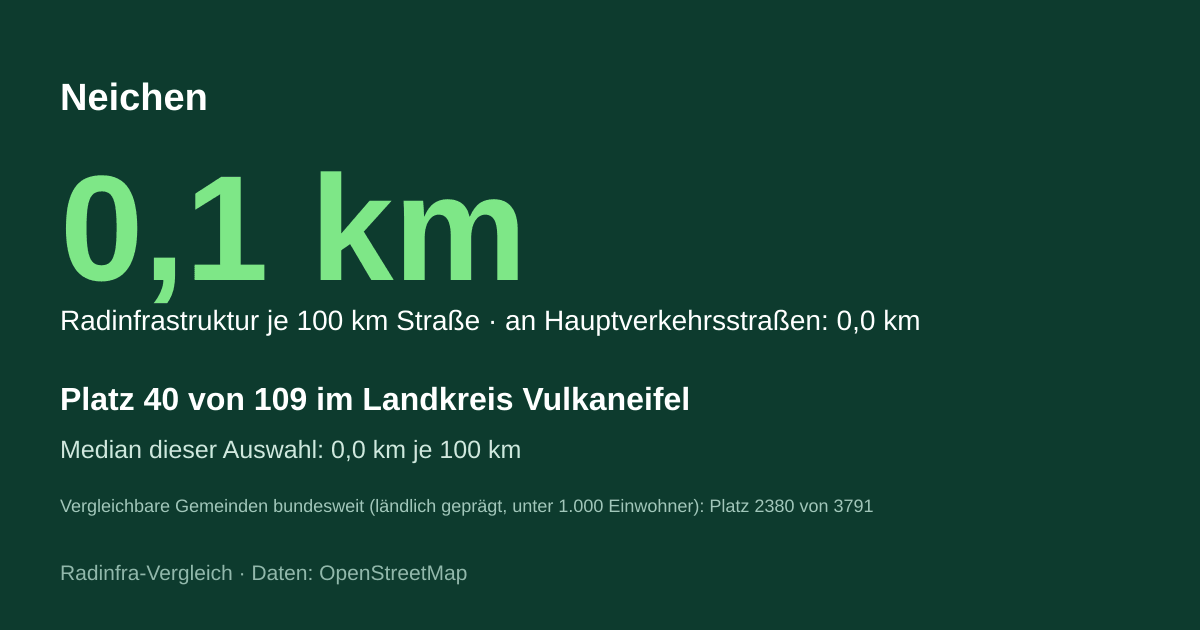 Neichen
0,1 km
Radinfrastruktur je 100 km Straße · an Hauptverkehrsstraßen: 0,0 km
Platz 40 von 109 im Landkreis Vulkaneifel
Median dieser Auswahl: 0,0 km je 100 km
Vergleichbare Gemeinden bundesweit (ländlich geprägt, unter 1.000 Einwohner): Platz 2380 von 3791
Radinfra-Vergleich · Daten: OpenStreetMap